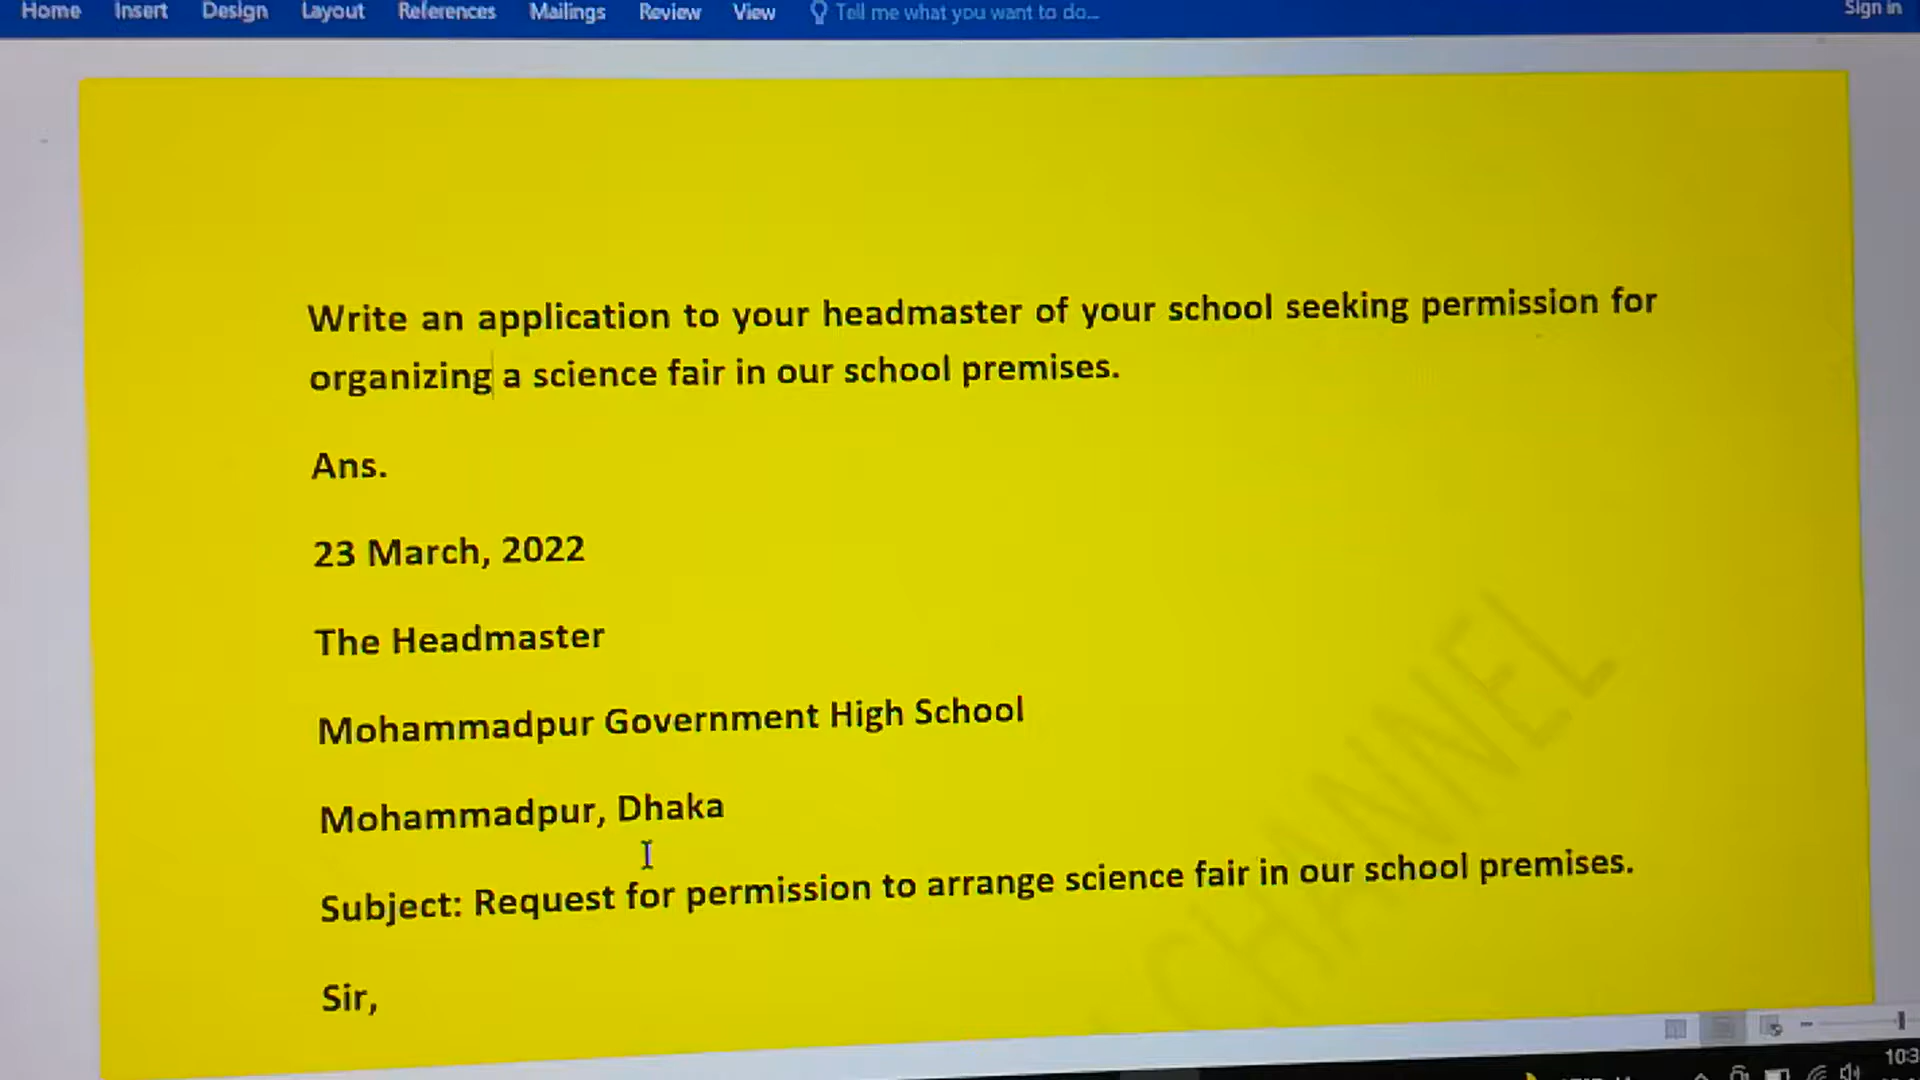 Home Insert Design Layout References Mailings Review View Tell me what you want to do... Sign in
Write an application to your headmaster of your school seeking permission for
organizing a science fair in our school premises.
Ans.
23 March, 2022
The Headmaster
Mohammadpur Government High School
Mohammadpur, Dhaka
Subject: Request for permission to arrange science fair in our school premises.
Sir,
CHANNEL